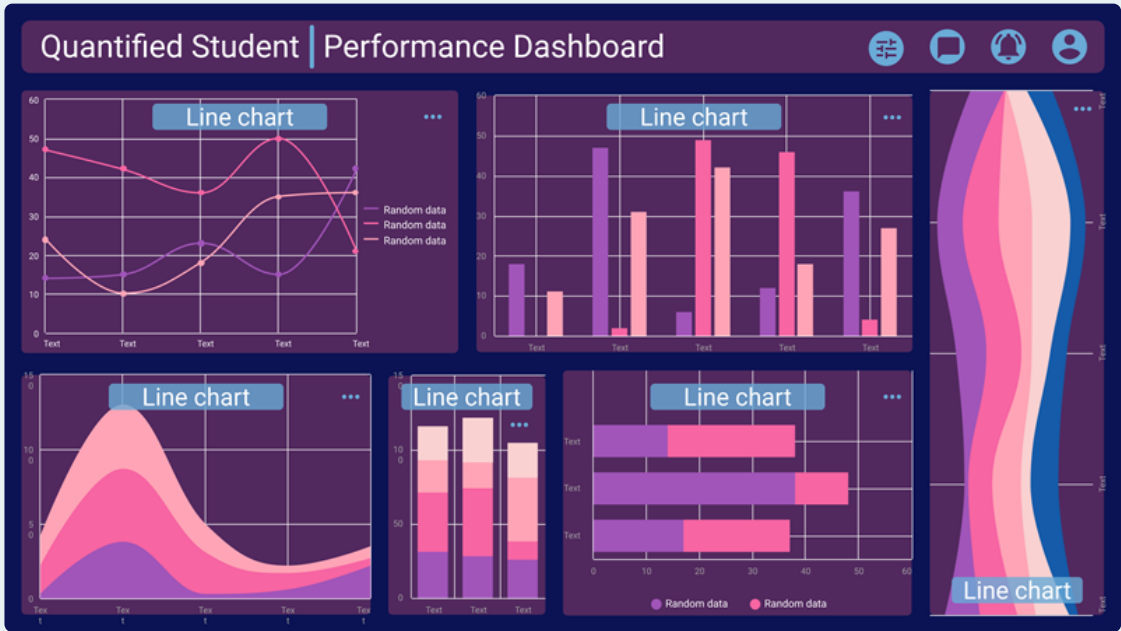 Quantified Student | Performance Dashboard
Line chart
60
50
40
30
20
10
0
Text Text Text Text Text
Random data
Random data
Random data
Line chart
60
50
40
30
20
10
0
Text Text Text Text Text
Line chart
15
0
10
0
5
0
0
Tex Tex Tex Tex Tex
t t t t t
Line chart
15
0
10
0
50
0
Text Text Text
Line chart
Text
Text
Text
0 10 20 30 40 50 60
Random data Random data
Text
Text
Text
Text
Text
Line chart